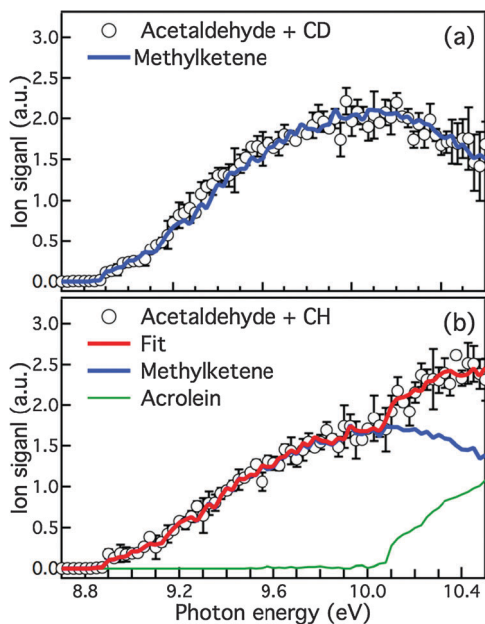 (a)
Acetaldehyde + CD
Methylketene
3.0
2.5
2.0
1.5
1.0
0.5
0.0
Ion siganl (a.u.)
(b)
Acetaldehyde + CH
Fit
Methylketene
Acrolein
3.0
2.5
2.0
1.5
1.0
0.5
0.0
Ion siganl (a.u.)
8.8 9.2 9.6 10.0 10.4
Photon energy (eV)